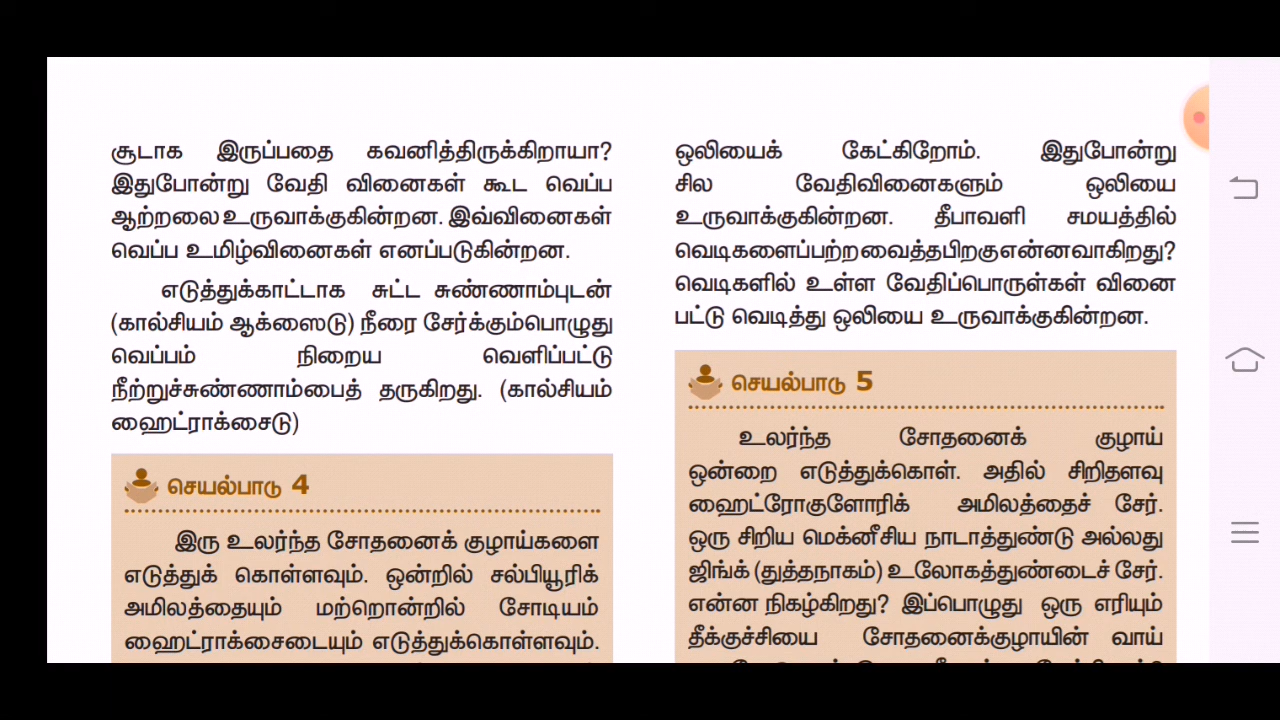 சூடாக இருப்பதை கவனித்திருக்கிறாயா?
இதுபோன்று வேதி வினைகள் கூட வெப்ப
ஆற்றலை உருவாக்குகின்றன. இவ்வினைகள்
வெப்ப உமிழ்வினைகள் எனப்படுகின்றன.
எடுத்துக்காட்டாக சுட்ட சுண்ணாம்புடன்
(கால்சியம் ஆக்ஸைடு) நீரை சேர்க்கும்பொழுது
வெப்பம் நிறைய வெளிப்பட்டு
நீற்றுச்சுண்ணாம்பைத் தருகிறது. (கால்சியம்
ஹைட்ராக்சைடு)
செயல்பாடு 4
இரு உலர்ந்த சோதனைக் குழாய்களை
எடுத்துக் கொள்ளவும். ஒன்றில் சல்பியூரிக்
அமிலத்தையும் மற்றொன்றில் சோடியம்
ஹைட்ராக்சைடையும் எடுத்துக்கொள்ளவும்.
ஒலியைக் கேட்கிறோம். இதுபோன்று
சில வேதிவினைகளும் ஒலியை
உருவாக்குகின்றன. தீபாவளி சமயத்தில்
வெடிகளைப்பற்ற வைத்தபிறகு என்னவாகிறது?
வெடிகளில் உள்ள வேதிப்பொருள்கள் வினை
பட்டு வெடித்து ஒலியை உருவாக்குகின்றன.
செயல்பாடு 5
உலர்ந்த சோதனைக் குழாய்
ஒன்றை எடுத்துக்கொள். அதில் சிறிதளவு
ஹைட்ரோகுளோரிக் அமிலத்தைச் சேர்.
ஒரு சிறிய மெக்னீசிய நாடாத்துண்டு அல்லது
ஜிங்க் (துத்தநாகம்) உலோகத்துண்டைச் சேர்.
என்ன நிகழ்கிறது? இப்பொழுது ஒரு எரியும்
தீக்குச்சியை சோதனைக்குழாயின் வாய்